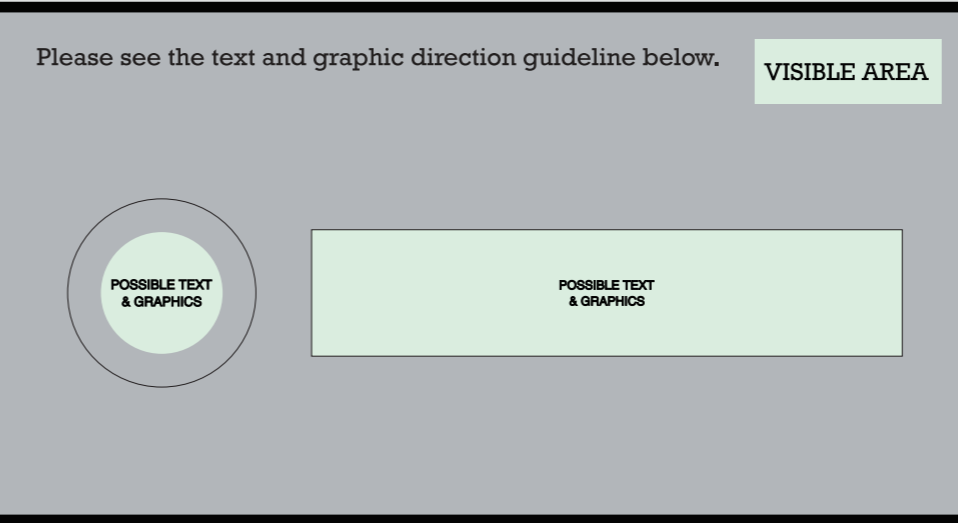 Please see the text and graphic direction guideline below.
VISIBLE AREA
POSSIBLE TEXT
& GRAPHICS
POSSIBLE TEXT
& GRAPHICS